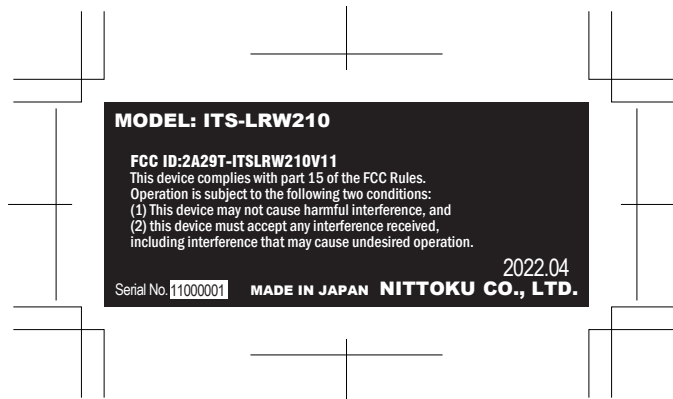 MODEL: ITS-LRW210
FCC ID:2A29T-ITSLRW210V11
This device complies with part 15 of the FCC Rules.
Operation is subject to the following two conditions:
(1) This device may not cause harmful interference, and
(2) this device must accept any interference received,
including interference that may cause undesired operation.
2022.04
Serial No. 11000001 MADE IN JAPAN NITTOKU CO., LTD.